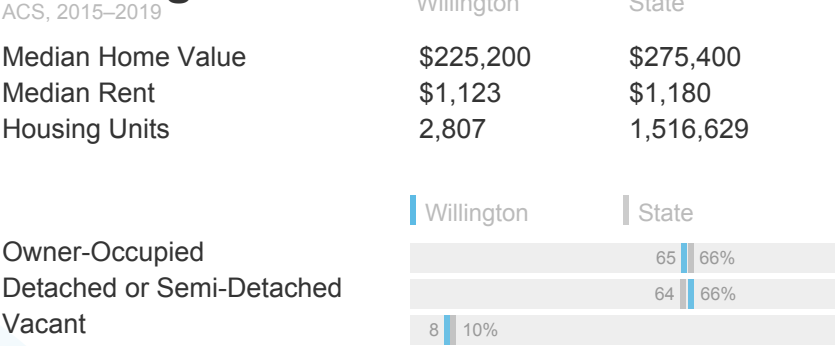 ACS, 2015–2019 Willington State
Median Home Value $225,200 $275,400
Median Rent $1,123 $1,180
Housing Units 2,807 1,516,629
Willington State
Owner-Occupied 65 66%
Detached or Semi-Detached 64 66%
Vacant 8 10%